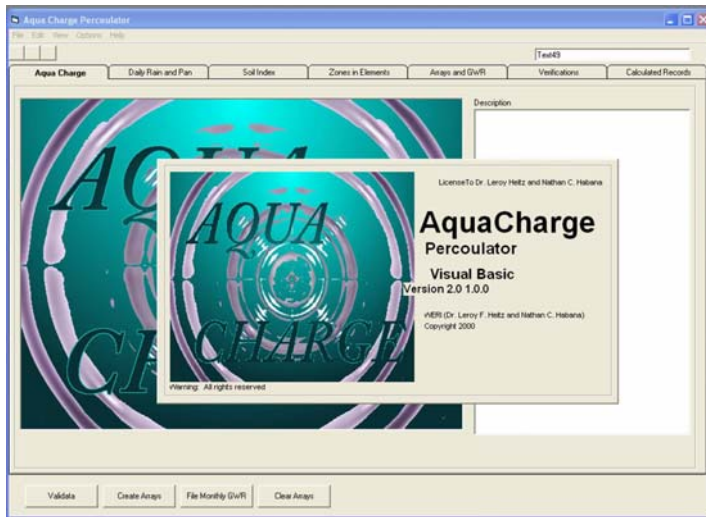 Aqua Charge Percoulator
File Edit View Options Help
Text49
Aqua Charge Daily Rain and Pan Soil Index Zones in Elements Arrays and GWR Verifications Calculated Records
Description
AQUA
CH
LicenseTo Dr. Leroy Heitz and Nathan C. Habana
AQUA
CHARGE
AquaCharge
Percoulator
Visual Basic
Version 2.0 1.0.0
WERI (Dr. Leroy F. Heitz and Nathan C. Habana)
Copyright 2000
Warning: All rights reserved
Validata Create Arrays File Monthly GWR Clear Arrays